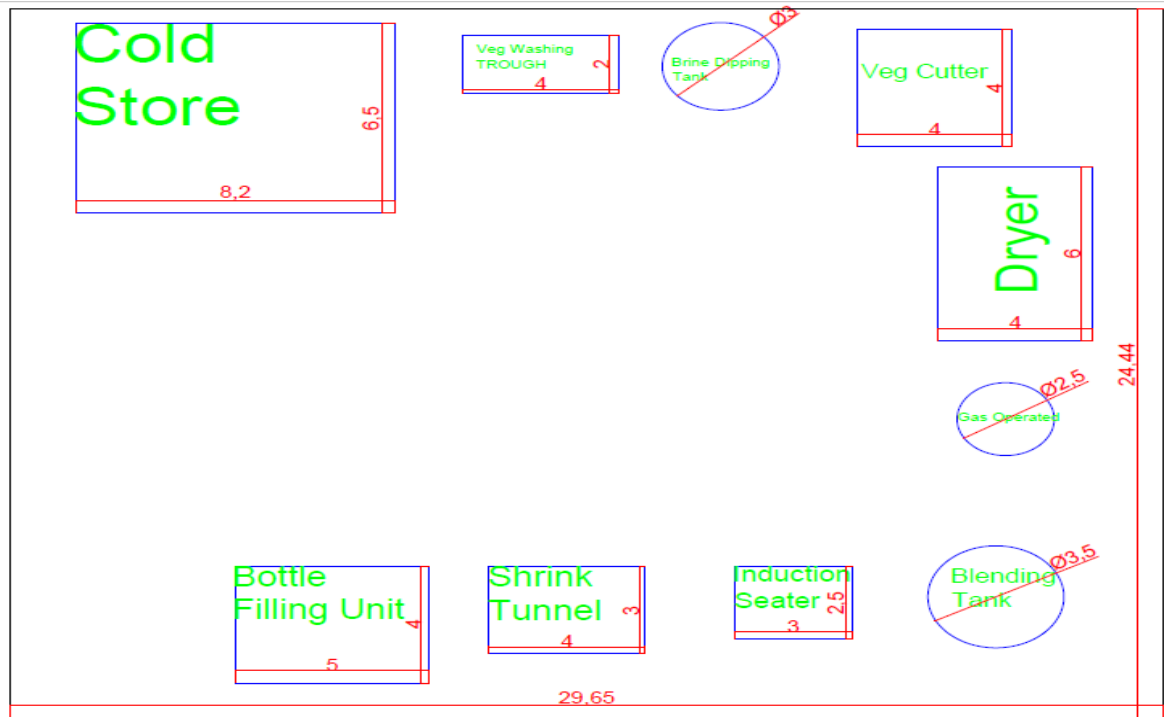 Cold
Store
6,5
8,2
Veg Washing
TROUGH
2
4
Ø3
Brine Dipping
Tank
Veg Cutter
4
4
Dryer
6
4
24,44
Ø2,5
Gas Operated
Bottle
Filling Unit
4
5
Shrink
Tunnel
3
4
Induction
Seater
2,5
3
Ø3,5
Blending
Tank
29,65